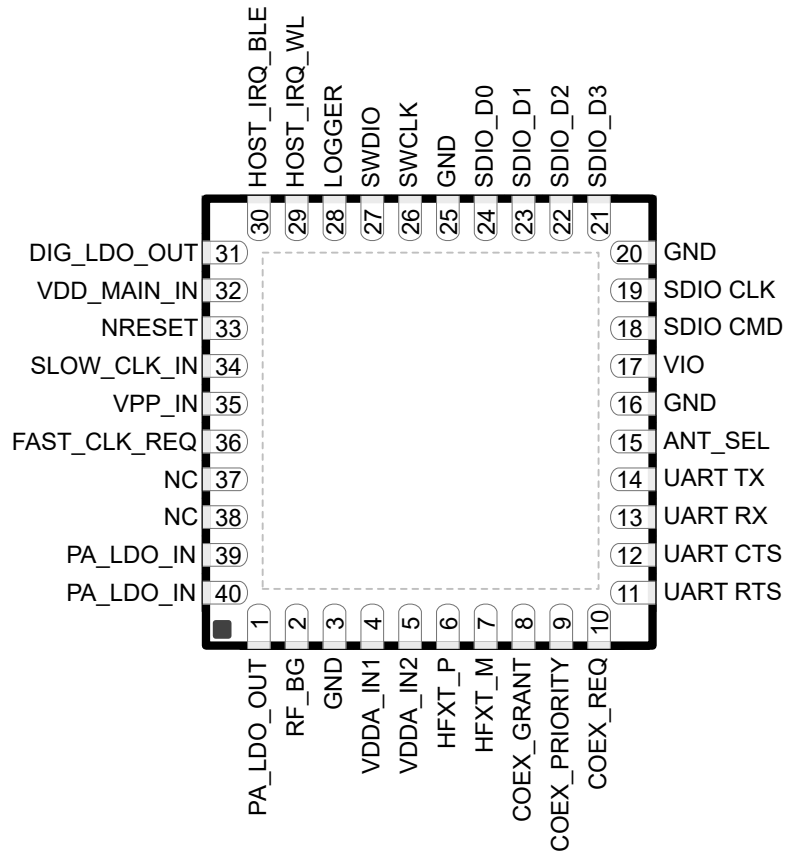 HOST_IRQ_BLE
HOST_IRQ_WL
LOGGER
SWDIO
SWCLK
GND
SDIO_D0
SDIO_D1
SDIO_D2
SDIO_D3
30
29
28
27
26
25
24
23
22
21
DIG_LDO_OUT 31
VDD_MAIN_IN 32
NRESET 33
SLOW_CLK_IN 34
VPP_IN 35
FAST_CLK_REQ 36
NC 37
NC 38
PA_LDO_IN 39
PA_LDO_IN 40
20 GND
19 SDIO CLK
18 SDIO CMD
17 VIO
16 GND
15 ANT_SEL
14 UART TX
13 UART RX
12 UART CTS
11 UART RTS
1
2
3
4
5
6
7
8
9
10
PA_LDO_OUT
RF_BG
GND
VDDA_IN1
VDDA_IN2
HFXT_P
HFXT_M
COEX_GRANT
COEX_PRIORITY
COEX_REQ